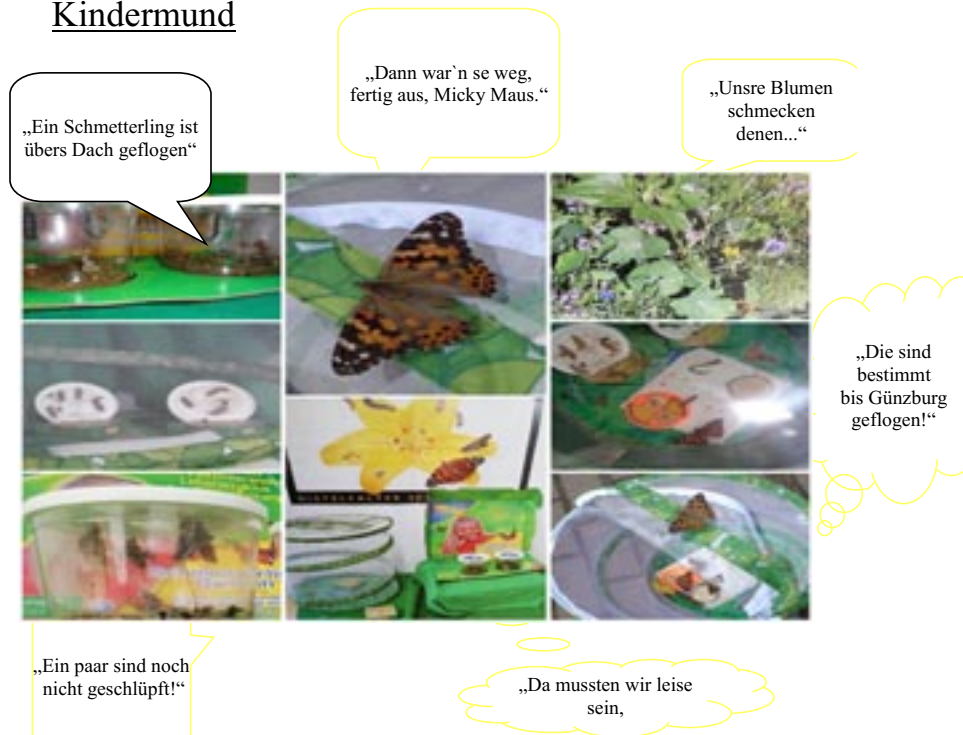 Kindermund
„Dann war`n se weg,
fertig aus, Micky Maus.“
„Unsre Blumen
schmecken
denen...“
„Ein Schmetterling ist
übers Dach geflogen“
„Die sind
bestimmt
bis Günzburg
geflogen!“
„Ein paar sind noch
nicht geschlüpft!“
„Da mussten wir leise
sein,